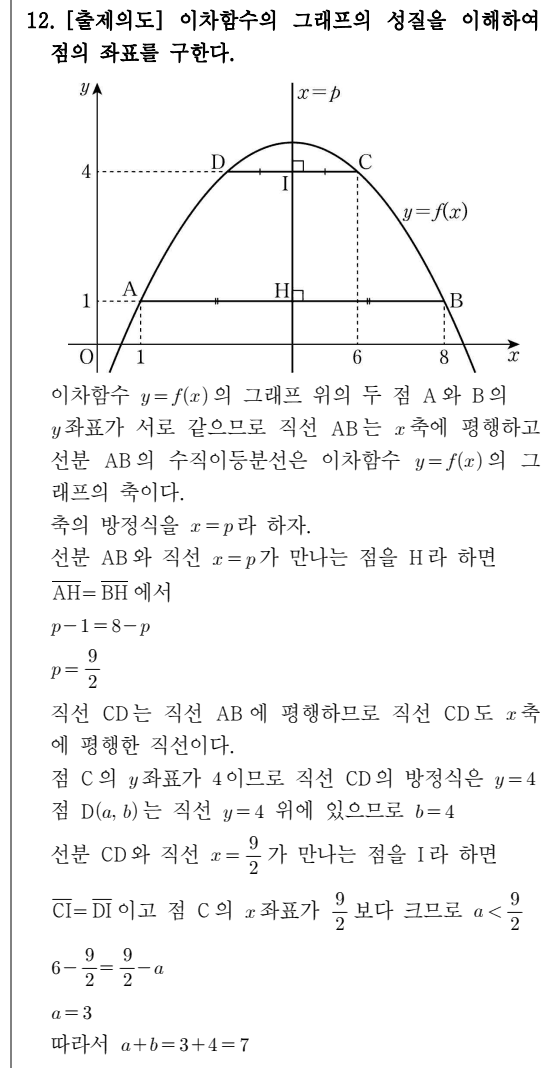 12. [출제의도] 이차함수의 그래프의 성질을 이해하여
점의 좌표를 구한다.
y
x=p
D
C
4
I
y=f(x)
A
H
B
1
O
1
6
8
x
이차함수 y=f(x)의 그래프 위의 두 점 A와 B의
y좌표가 서로 같으므로 직선 AB는 x축에 평행하고
선분 AB의 수직이등분선은 이차함수 y=f(x)의 그
래프의 축이다.
축의 방정식을 x=p라 하자.
선분 AB와 직선 x=p가 만나는 점을 H라 하면
A̅H̅=B̅H̅에서
p-1=8-p
p=9/2
직선 CD는 직선 AB에 평행하므로 직선 CD도 x축
에 평행한 직선이다.
점 C의 y좌표가 4이므로 직선 CD의 방정식은 y=4
점 D(a, b)는 직선 y=4 위에 있으므로 b=4
선분 CD와 직선 x=9/2가 만나는 점을 I라 하면
C̅I̅=D̅I̅이고 점 C의 x좌표가 9/2보다 크므로 a<9/2
6-9/2=9/2-a
a=3
따라서 a+b=3+4=7